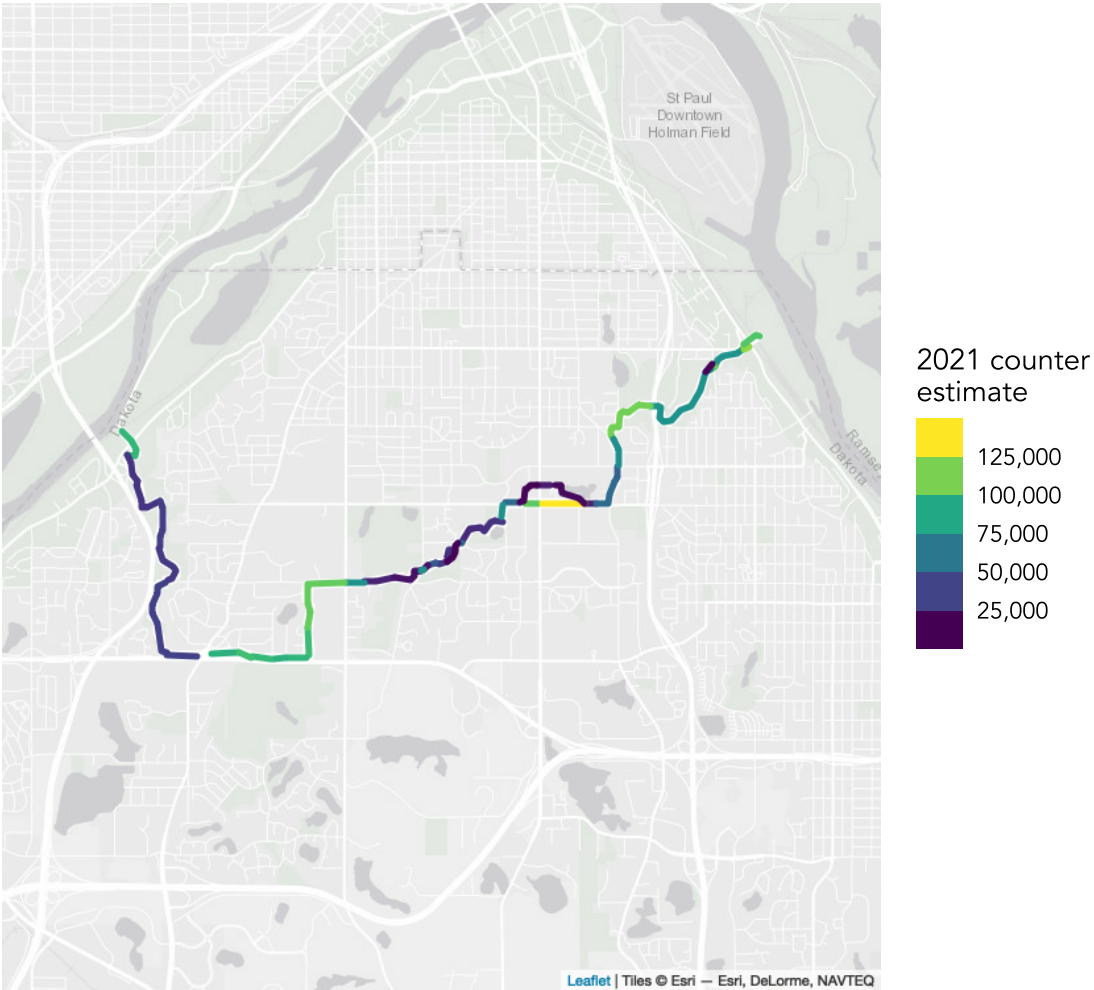 St Paul
Downtown
Holman Field
Dakota
Ramse
Dakota
2021 counter
estimate
125,000
100,000
75,000
50,000
25,000
Leaflet | Tiles © Esri — Esri, DeLorme, NAVTEQ